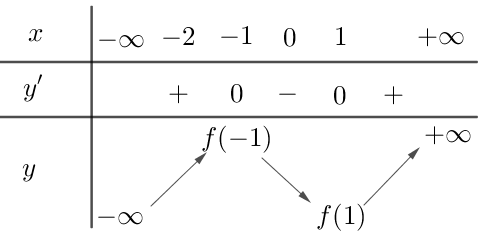 x −∞ −2 −1 0 1 +∞
y′ + 0 − 0 +
f(−1) +∞
y
−∞ f(1)